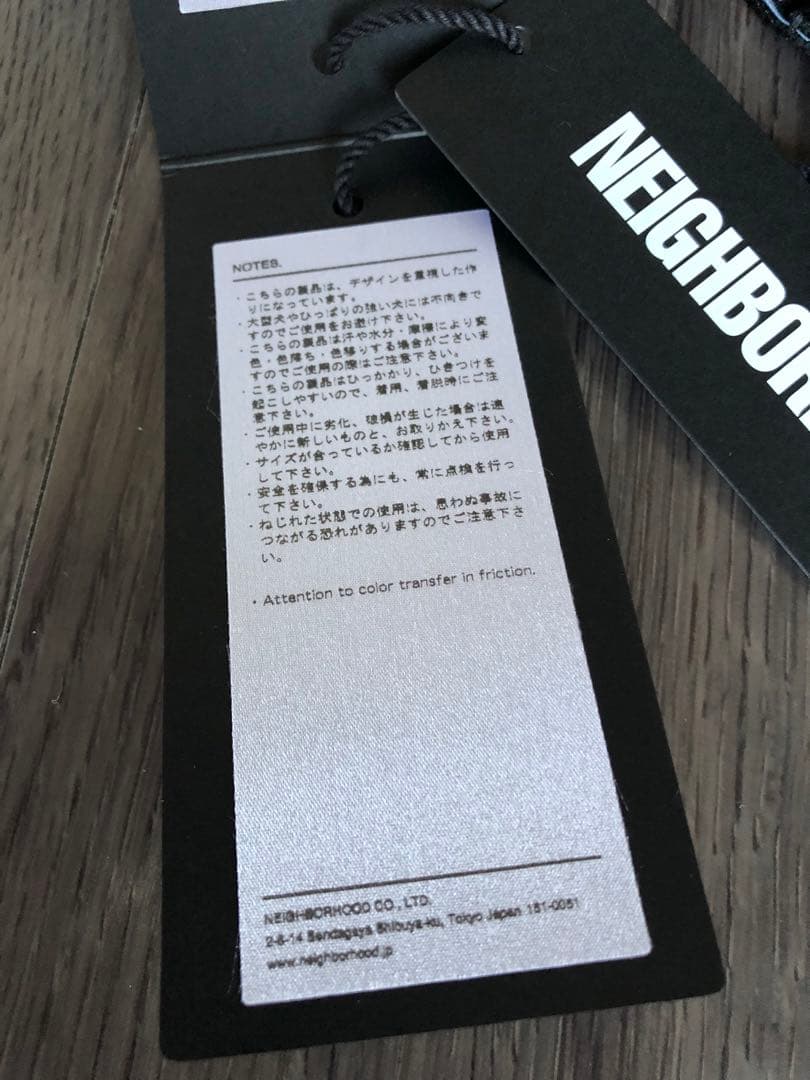 NEIGHBOR
NOTES.
・こちらの製品は、デザインを重視した作
りになっています。
・大型犬やひっぱりの強い犬には不向きで
すのでご使用をお避け下さい。
・こちらの製品は汗や水分・摩擦により変
色・色落ち・色移りする場合がございま
すのでご使用の際はご注意下さい。
・こちらの製品はひっかかり、ひきつけを
起こしやすいので、着用、着脱時にご注
意下さい。
・ご使用中に劣化、破損が生じた場合は速
やかに新しいものと、お取りかえ下さい。
・サイズが合っているか確認してから使用
して下さい。
・安全を確保する為にも、常に点検を行っ
て下さい。
・ねじれた状態での使用は、思わぬ事故に
つながる恐れがありますのでご注意下さ
い。
・Attention to color transfer in friction.
NEIGHBORHOOD CO., LTD.
2-8-14 Sendagaya Shibuya-ku, Tokyo Japan 151-0051
www.neighborhood.jp